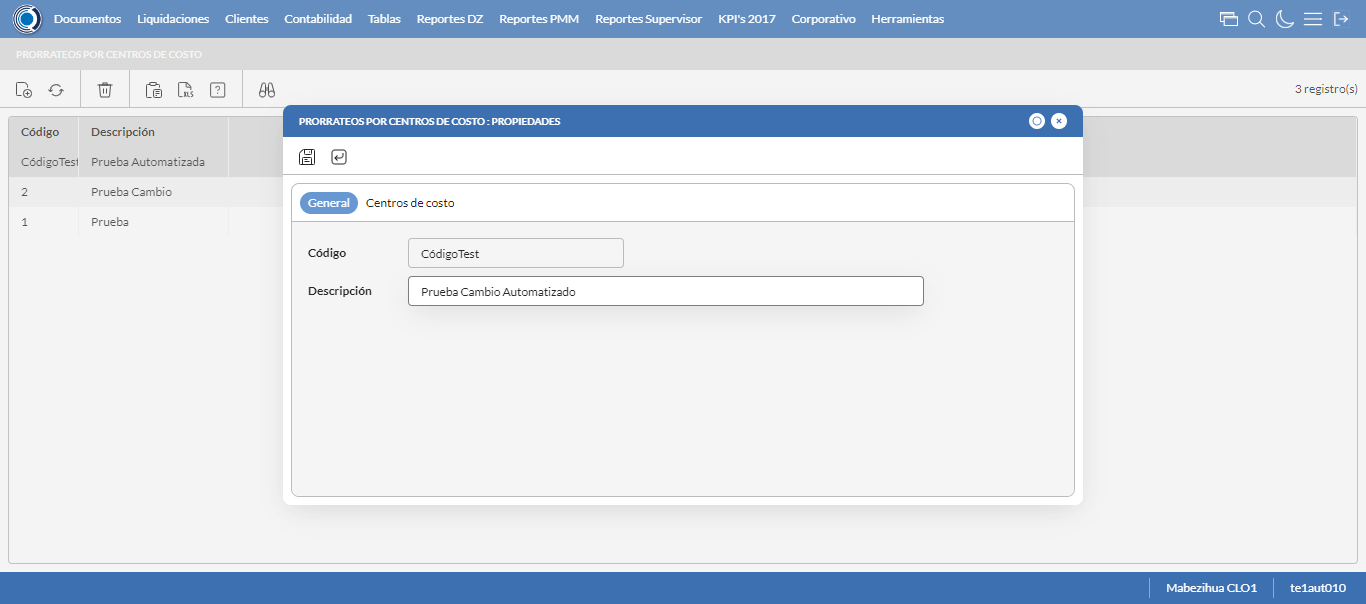 Documentos Liquidaciones Clientes Contabilidad Tablas Reportes DZ Reportes PMM Reportes Supervisor KPI's 2017 Corporativo Herramientas
PRORRATEOS POR CENTROS DE COSTO
XLS ? 3 registro(s)
Código Descripción
CódigoTest Prueba Automatizada
2 Prueba Cambio
1 Prueba
PRORRATEOS POR CENTROS DE COSTO : PROPIEDADES
General Centros de costo
Código CódigoTest
Descripción Prueba Cambio Automatizado
Mabezihua CLO1 te1aut010